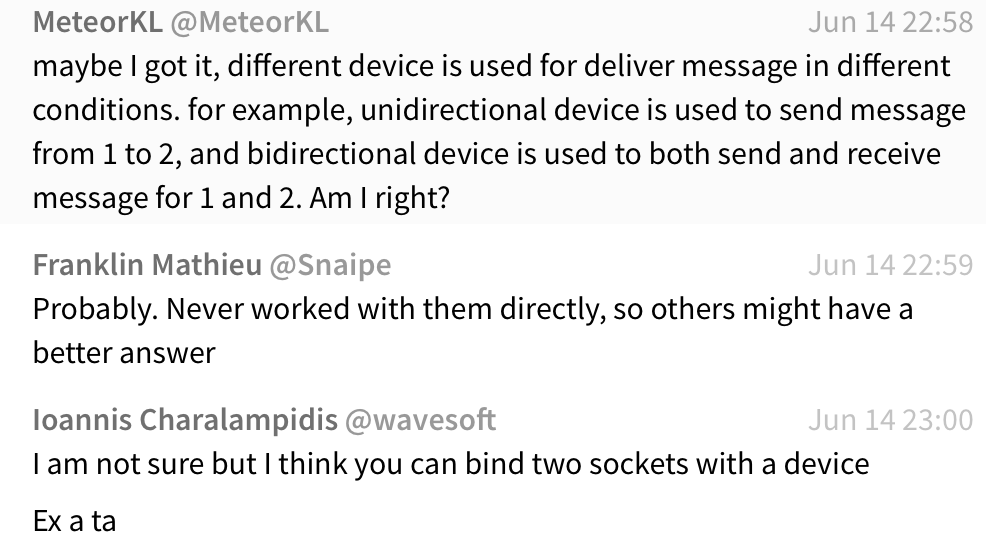 MeteorKL @MeteorKL Jun 14 22:58
maybe I got it, different device is used for deliver message in different
conditions. for example, unidirectional device is used to send message
from 1 to 2, and bidirectional device is used to both send and receive
message for 1 and 2. Am I right?
Franklin Mathieu @Snaipe Jun 14 22:59
Probably. Never worked with them directly, so others might have a
better answer
Ioannis Charalampidis @wavesoft Jun 14 23:00
I am not sure but I think you can bind two sockets with a device
Ex a ta